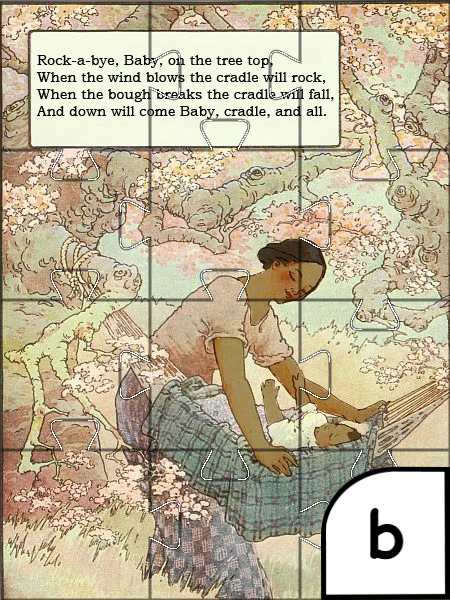 Rock-a-bye, Baby, on the tree top,
When the wind blows the cradle will rock,
When the bough breaks the cradle will fall,
And down will come Baby, cradle, and all.
b